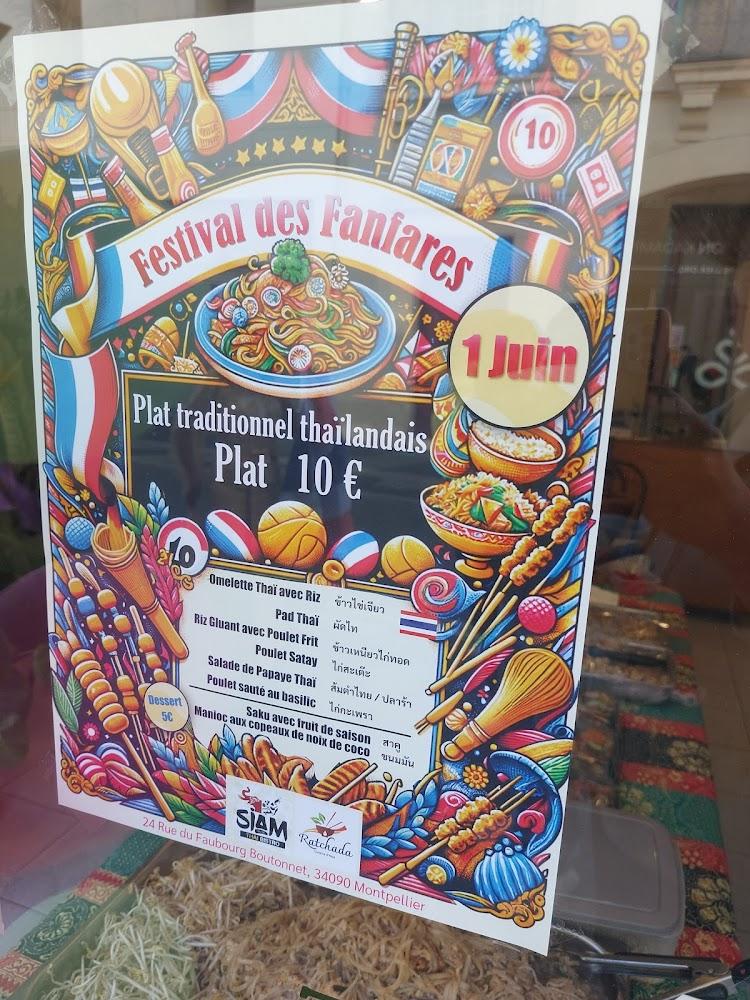 10
Festival des Fanfares
1 Juin
Plat traditionnel thaïlandais
Plat 10 €
10
Omelette Thaï avec Riz ข้าวไข่เจียว
Pad Thaï ผัดไท
Riz Gluant avec Poulet Frit ข้าวเหนียวไก่ทอด
Poulet Satay ไก่สะเต๊ะ
Salade de Papaye Thaï ส้มตำไทย / ปลาร้า
Poulet sauté au basilic ไก่กะเพรา
Dessert
5€
Saku avec fruit de saison สาคู
Manioc aux copeaux de noix de coco ขนมมัน
SIAM
THAI BISTRO
Ratchada
24 Rue du Faubourg Boutonnet, 34090 Montpellier